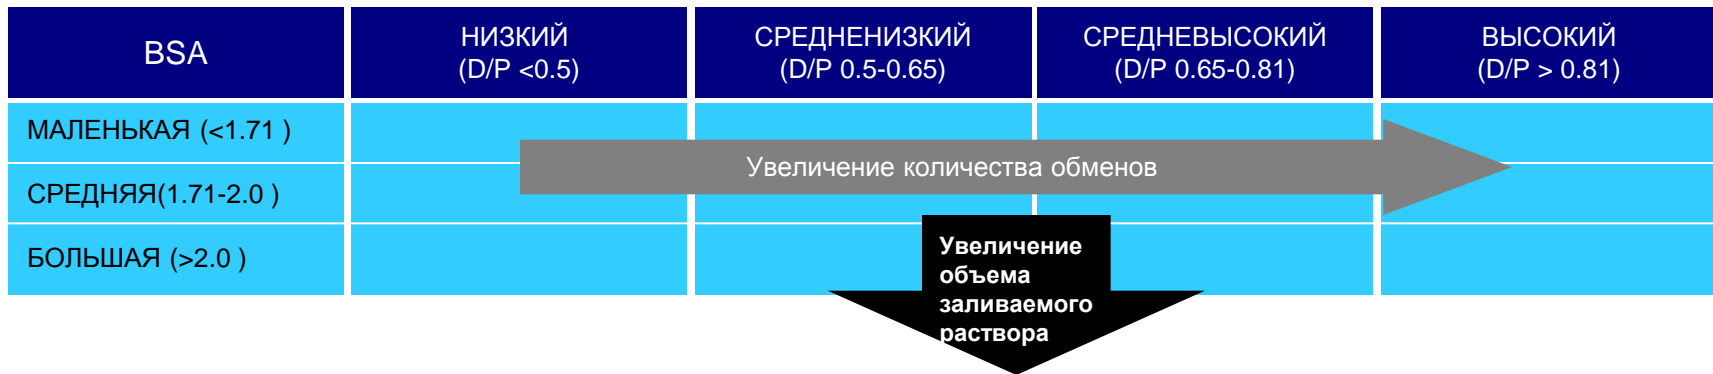 BSA
НИЗКИЙ
(D/P <0.5)
СРЕДНЕНИЗКИЙ
(D/P 0.5-0.65)
СРЕДНЕВЫСОКИЙ
(D/P 0.65-0.81)
ВЫСОКИЙ
(D/P > 0.81)
МАЛЕНЬКАЯ (<1.71 )
Увеличение количества обменов
СРЕДНЯЯ(1.71-2.0 )
БОЛЬШАЯ (>2.0 )
Увеличение
объема
заливаемого
раствора